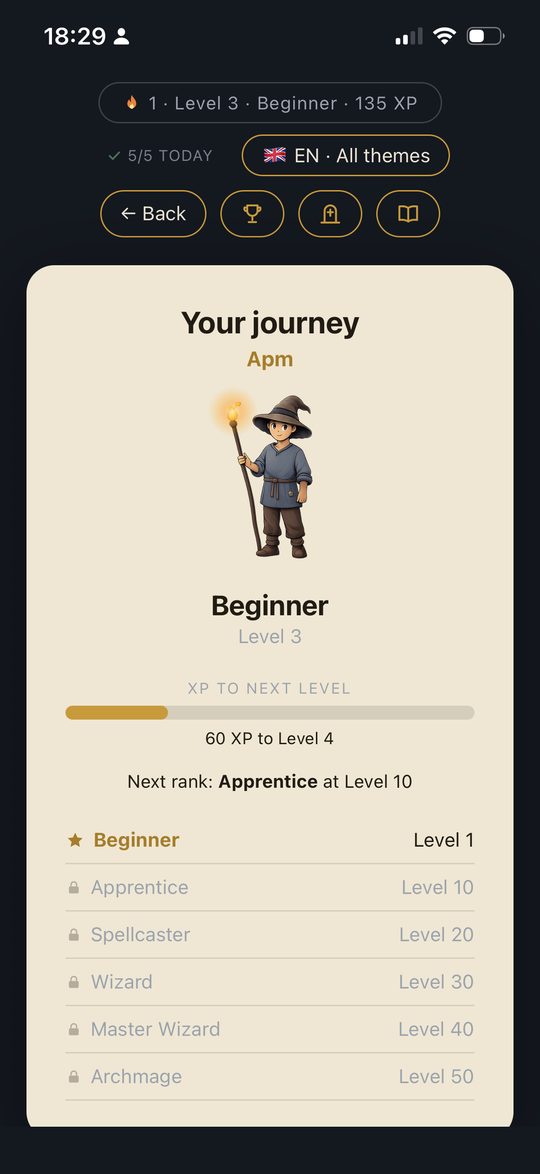 18:29
1 · Level 3 · Beginner · 135 XP
5/5 TODAY
EN · All themes
← Back
Your journey
Apm
Beginner
Level 3
XP TO NEXT LEVEL
60 XP to Level 4
Next rank: Apprentice at Level 10
Beginner Level 1
Apprentice Level 10
Spellcaster Level 20
Wizard Level 30
Master Wizard Level 40
Archmage Level 50